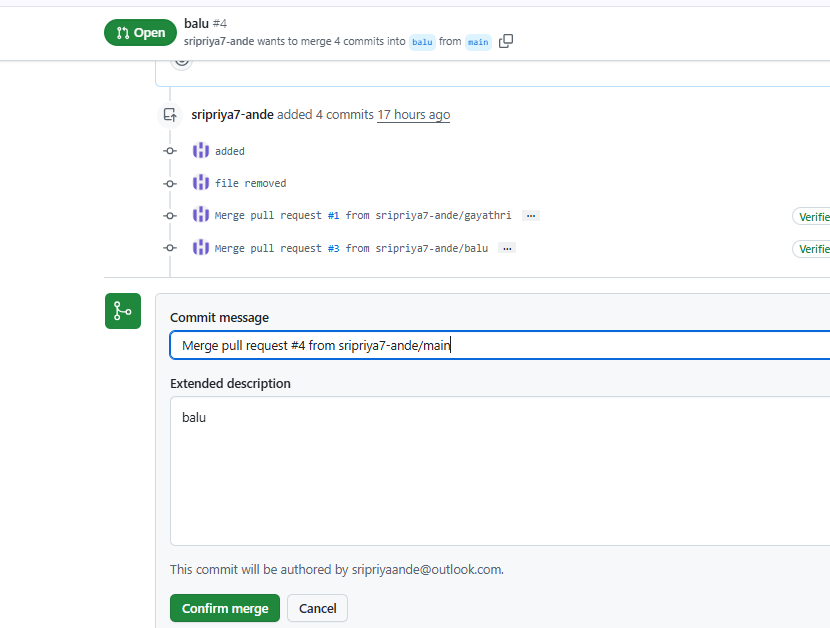 Open
balu #4
sripriya7-ande wants to merge 4 commits into balu from main
sripriya7-ande added 4 commits 17 hours ago
added
file removed
Merge pull request #1 from sripriya7-ande/gayathri ...
Verifie
Merge pull request #3 from sripriya7-ande/balu ...
Verifie
Commit message
Merge pull request #4 from sripriya7-ande/main
Extended description
balu
This commit will be authored by sripriyaande@outlook.com.
Confirm merge
Cancel